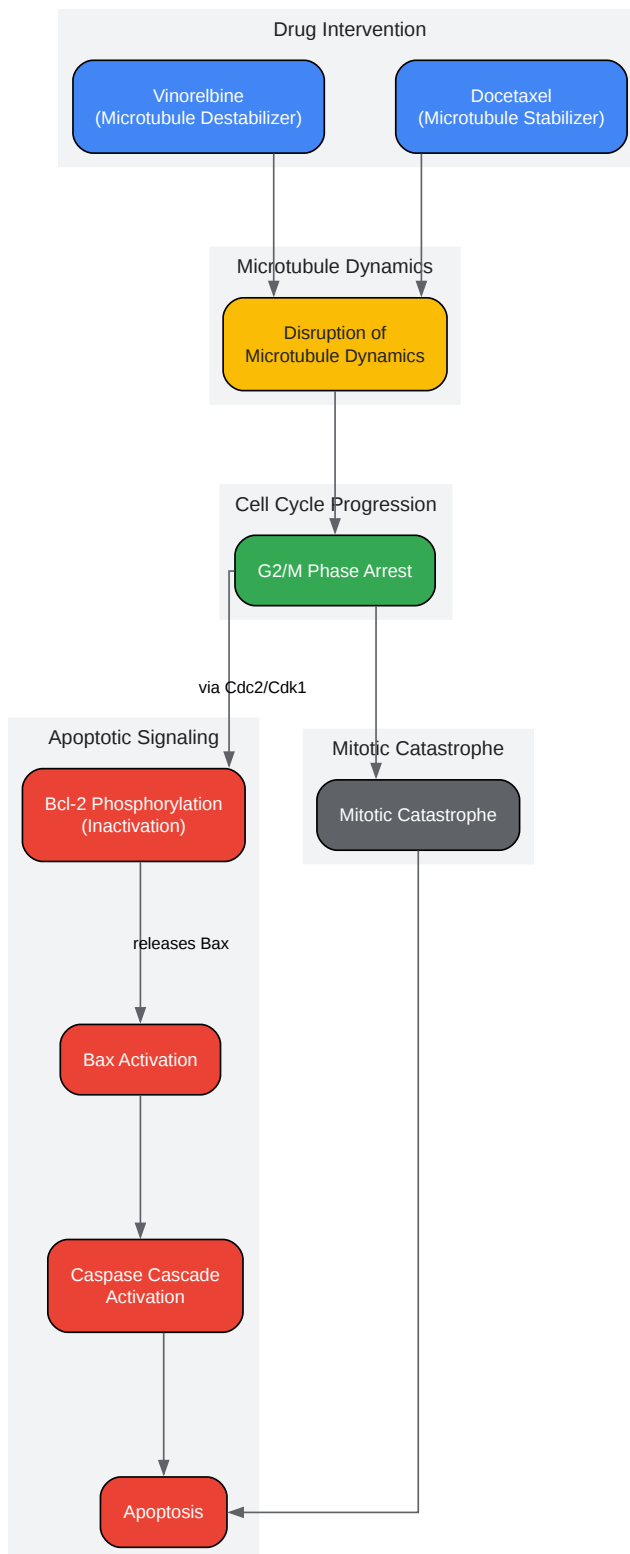 Drug Intervention
Vinorelbine
(Microtubule Destabilizer)
Docetaxel
(Microtubule Stabilizer)
Microtubule Dynamics
Disruption of
Microtubule Dynamics
Cell Cycle Progression
G2/M Phase Arrest
via Cdc2/Cdk1
Apoptotic Signaling
Mitotic Catastrophe
Bcl-2 Phosphorylation
(Inactivation)
Mitotic Catastrophe
releases Bax
Bax Activation
Caspase Cascade
Activation
Apoptosis